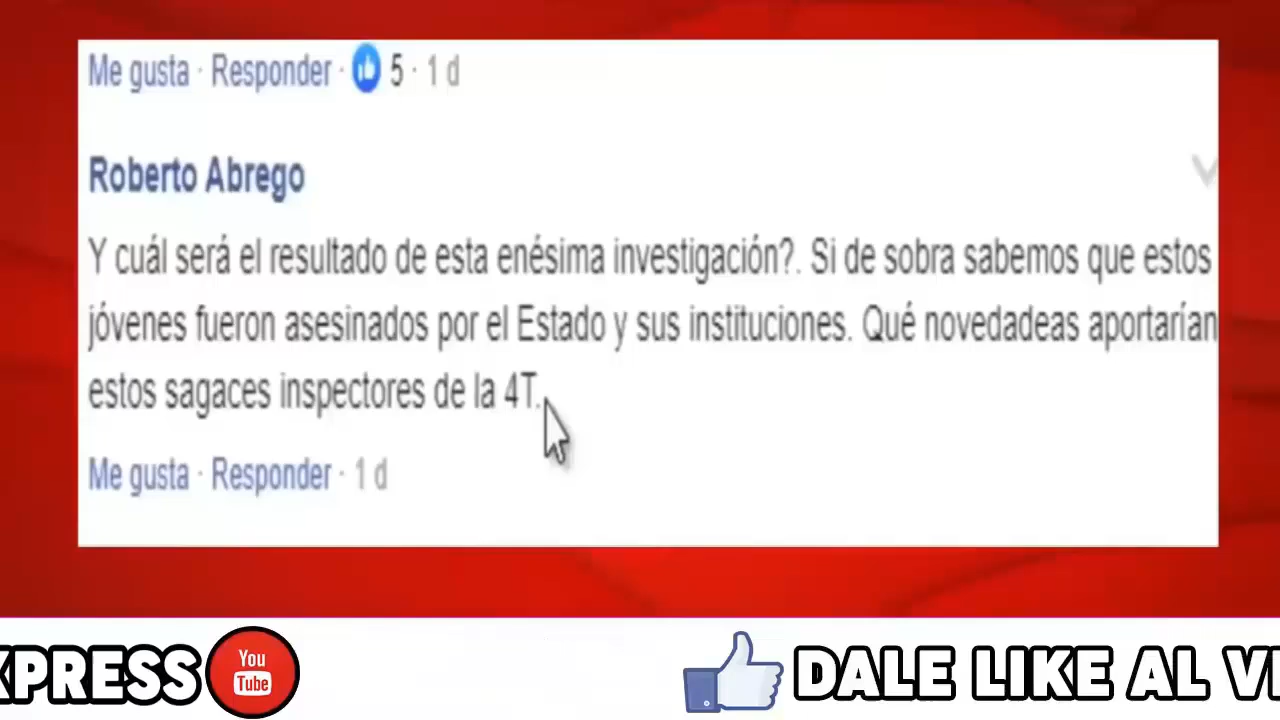 Me gusta · Responder · 5 · 1 d
Roberto Abrego
Y cuál será el resultado de esta enésima investigación?. Si de sobra sabemos que estos
jóvenes fueron asesinados por el Estado y sus instituciones. Qué novedadeas aportarían
estos sagaces inspectores de la 4T.
Me gusta · Responder · 1 d
XPRESS You Tube DALE LIKE AL VI